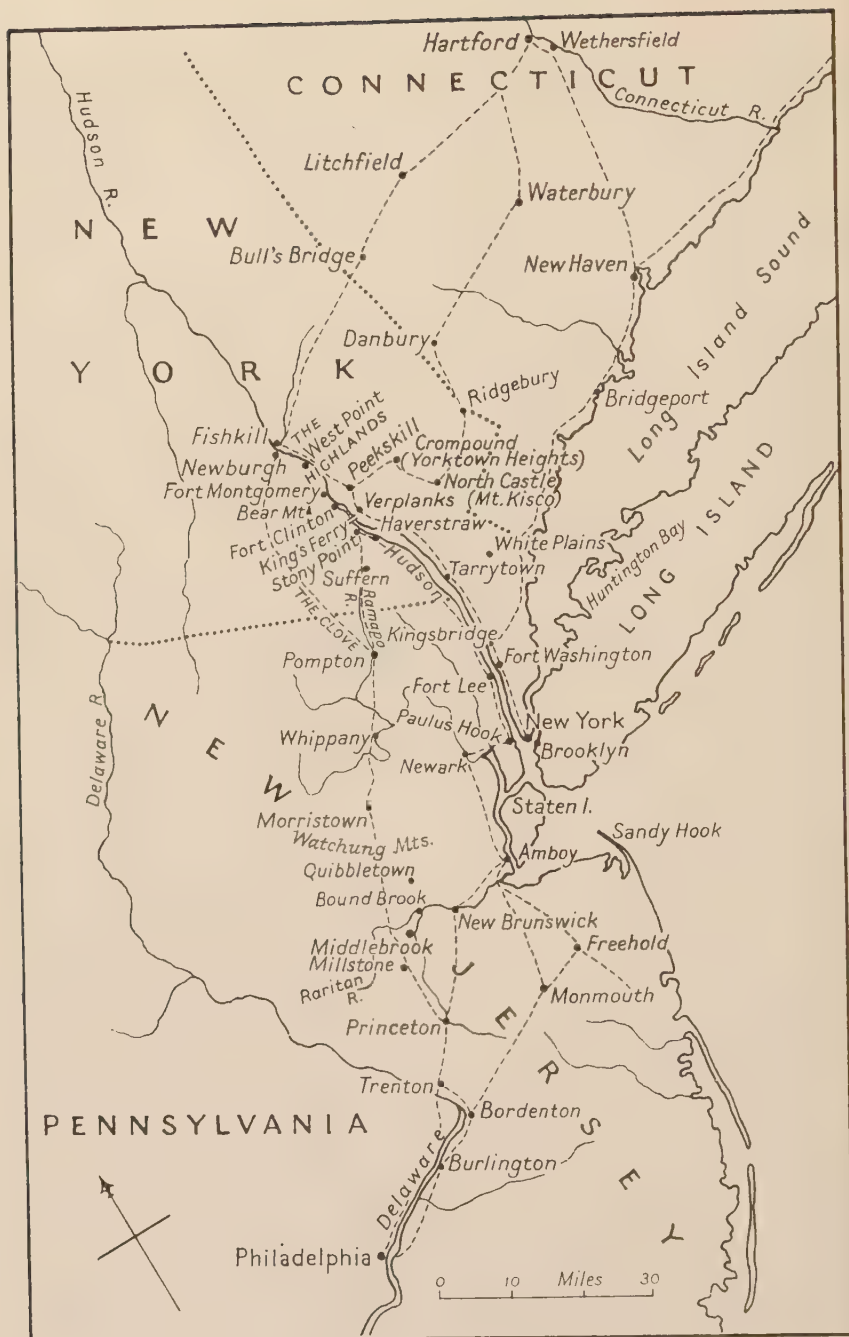 Hartford
Wethersfield
CONNECTICUT
Connecticut R.
Hudson R.
Litchfield
Waterbury
NEW
YORK
Bull's Bridge
New Haven
Long Island Sound
Danbury
Ridgebury
Bridgeport
Fishkill
THE
HIGHLANDS
West Point
Peekskill
Crompound
(Yorktown Heights)
Newburgh
North Castle
(Mt. Kisco)
Fort Montgomery
Verplanks
Bear Mt.
Haverstraw
Fort Clinton
King's Ferry
Stony Point
White Plains
Huntington Bay
LONG ISLAND
Hudson
Tarrytown
Suffern
Ramapo
R.
THE CLOVE
Kingsbridge
Fort Washington
Pompton
Fort Lee
Delaware R.
NEW
Paulus Hook
New York
Whippany
Brooklyn
Newark
Staten I.
Morristown
Sandy Hook
Watchung Mts.
Amboy
Quibbletown
Bound Brook
New Brunswick
Middlebrook
Freehold
Millstone
Raritan
R.
Monmouth
JERSEY
Princeton
Trenton
PENNSYLVANIA
Bordenton
Delaware
Burlington
Philadelphia
0 10 Miles 30